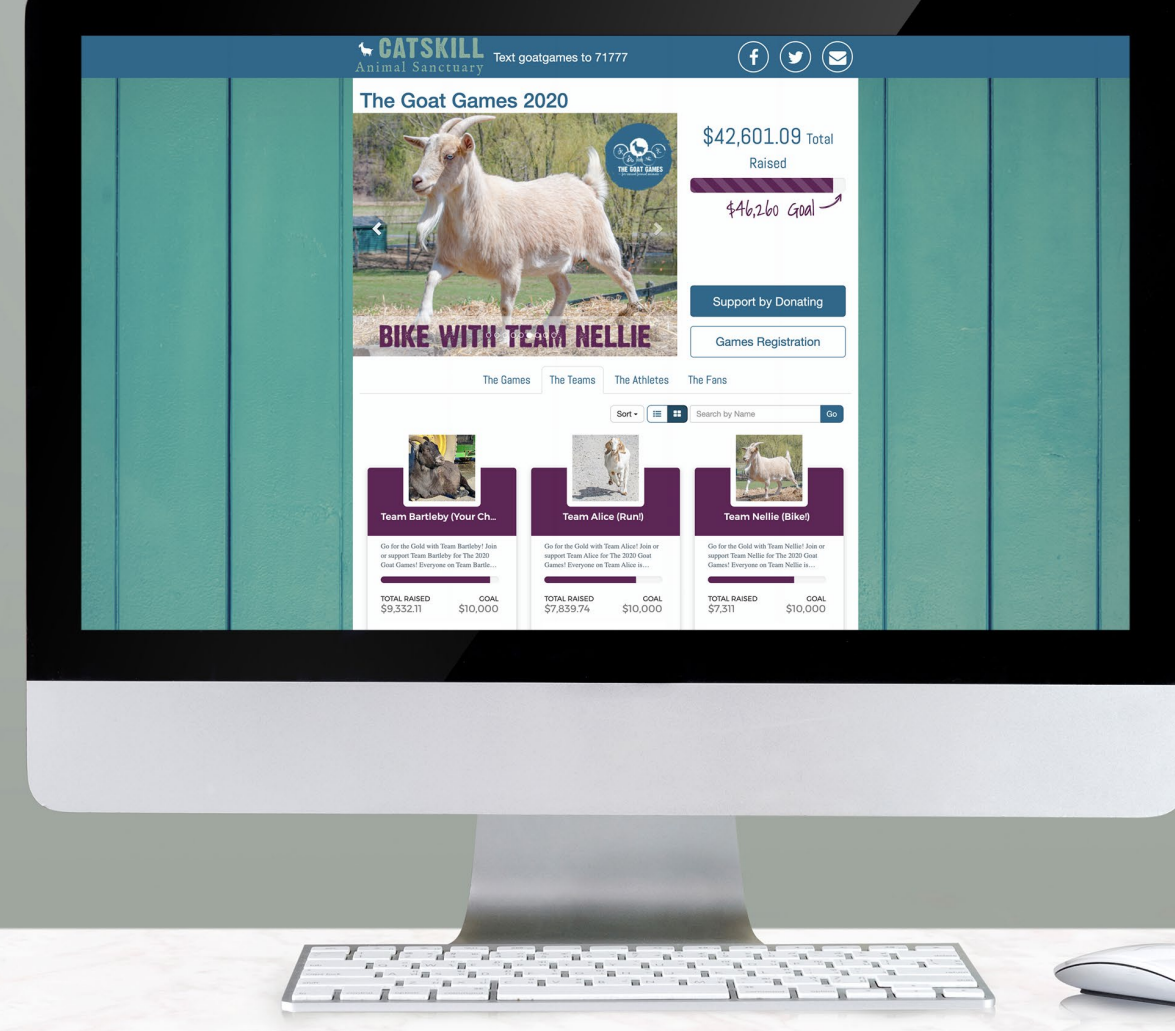 CATSKILL
Animal Sanctuary
Text goatgames to 71777
The Goat Games 2020
THE GOAT GAMES
$42,601.09 Total
Raised
$46,260 Goal
BIKE WITH TEAM NELLIE
Support by Donating
Games Registration
The Games The Teams The Athletes The Fans
Sort Search by Name Go
Team Bartleby (Your Ch...
Go for the Gold with Team Bartleby! Join
or support Team Bartleby for The 2020
Goat Games! Everyone on Team Bartle...
TOTAL RAISED GOAL
$9,332.11 $10,000
Team Alice (Run!)
Go for the Gold with Team Alice! Join or
support Team Alice for The 2020 Goat
Games! Everyone on Team Alice is...
TOTAL RAISED GOAL
$7,839.74 $10,000
Team Nellie (Bike!)
Go for the Gold with Team Nellie! Join or
support Team Nellie for The 2020 Goat
Games! Everyone on Team Nellie is...
TOTAL RAISED GOAL
$7,311 $10,000